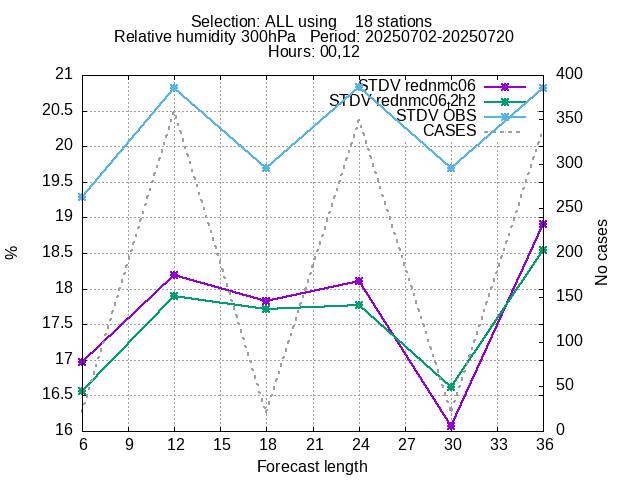 Selection: ALL using    18 stations
Relative humidity 300hPa   Period: 20250702-20250720
Hours: 00,12
STDV rednmc06
STDV rednmc06,2h2
STDV OBS
CASES
21
20.5
20
19.5
19
18.5
18
17.5
17
16.5
16
400
350
300
250
200
150
100
50
0
%
No cases
6 9 12 15 18 21 24 27 30 33 36
Forecast length